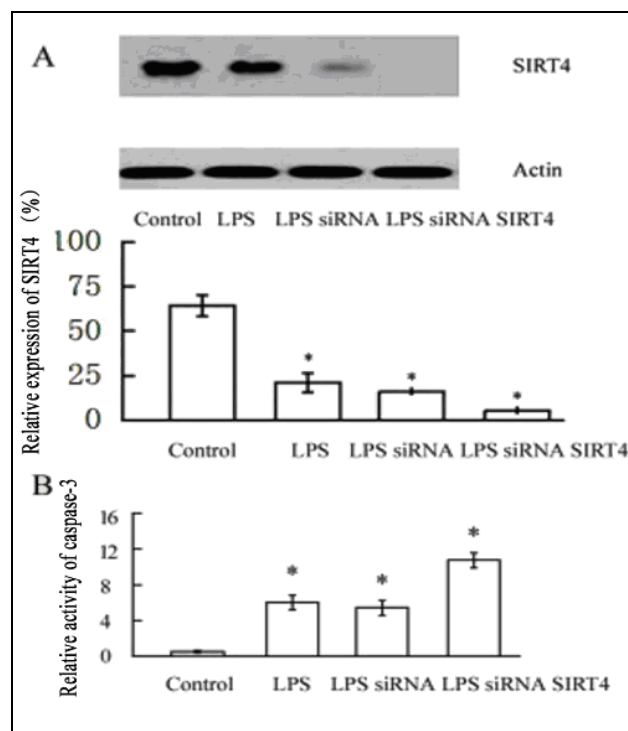 A
SIRT4
Actin
Control LPS LPS siRNA LPS siRNA SIRT4
Relative expression of SIRT4 (%)
100
75
50
25
0
*
*
*
Control LPS LPS siRNA LPS siRNA SIRT4
B
Relative activity of caspase-3
16
12
8
4
0
*
*
*
Control LPS LPS siRNA LPS siRNA SIRT4